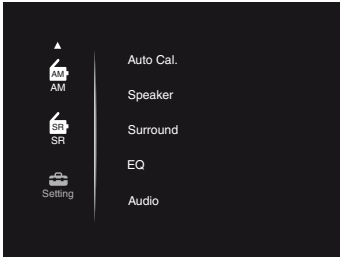 AM
AM
SR
SR
Setting
Auto Cal.
Speaker
Surround
EQ
Audio